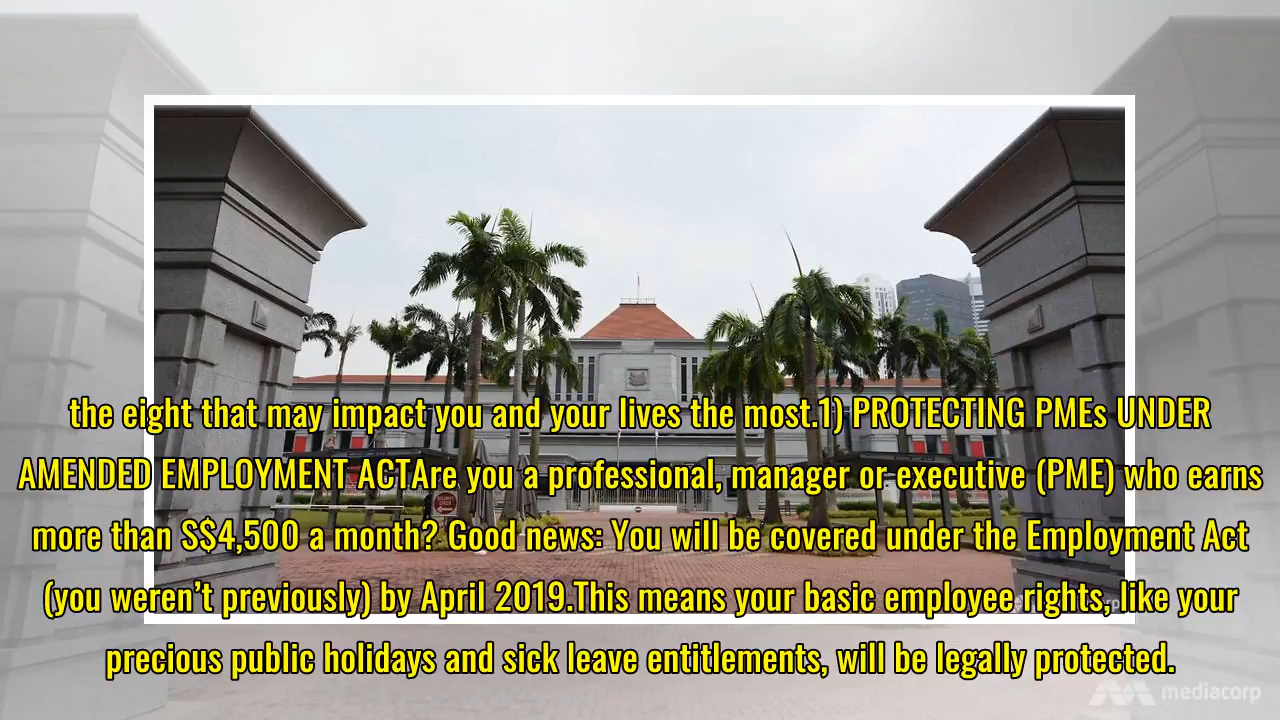 the eight that may impact you and your lives the most.1) PROTECTING PMEs UNDER
AMENDED EMPLOYMENT ACTAre you a professional, manager or executive (PME) who earns
more than S$4,500 a month? Good news: You will be covered under the Employment Act
(you weren’t previously) by April 2019.This means your basic employee rights, like your
precious public holidays and sick leave entitlements, will be legally protected.
mediacorp